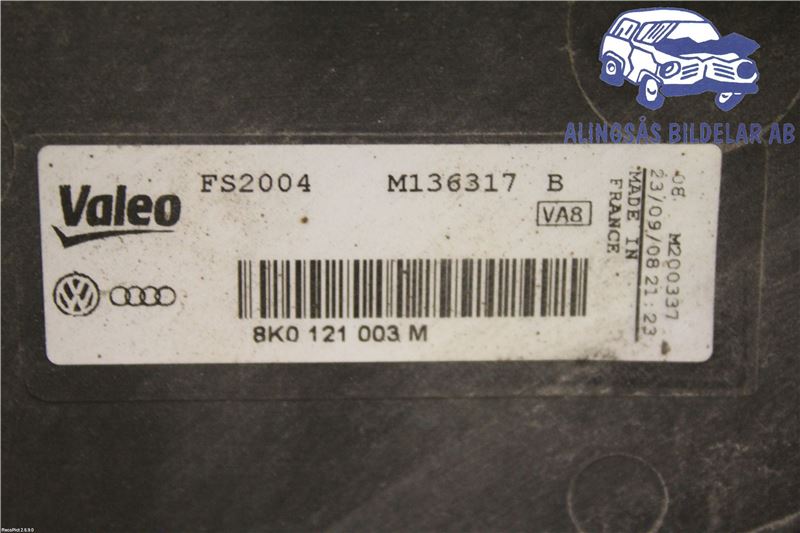 ALINGSÅS BILDELAR AB
Valeo
FS2004 M136317 B
VA8
8K0 121 003 M
MADE IN
FRANCE
08 M200337
23/09/08 21:23